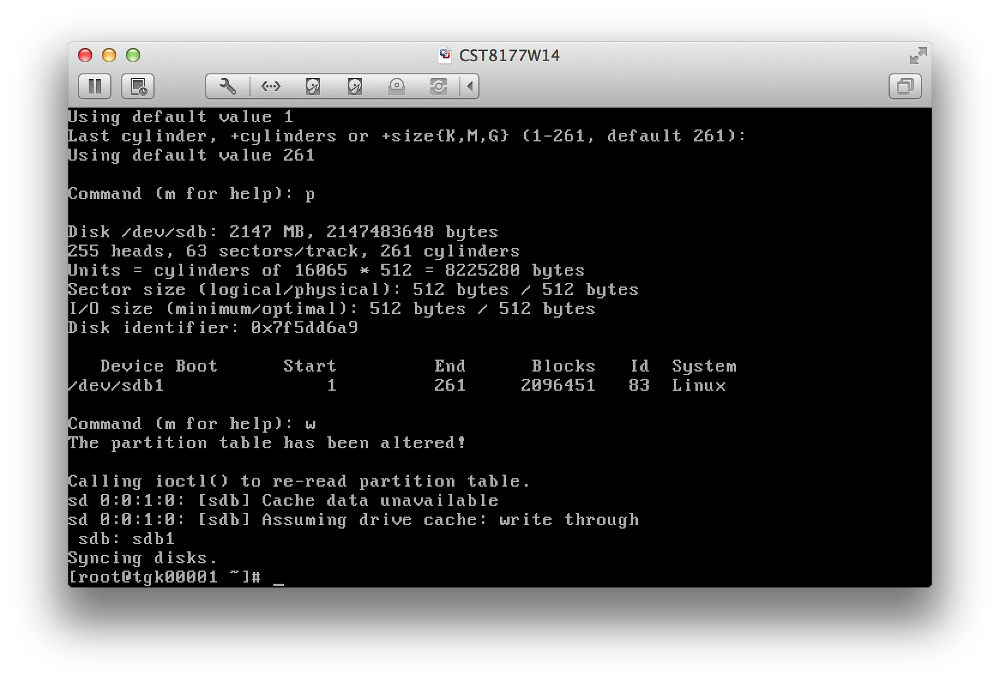 CST8177W14
Using default value 1
Last cylinder, +cylinders or +size{K,M,G} (1-261, default 261):
Using default value 261
Command (m for help): p
Disk /dev/sdb: 2147 MB, 2147483648 bytes
255 heads, 63 sectors/track, 261 cylinders
Units = cylinders of 16065 * 512 = 8225280 bytes
Sector size (logical/physical): 512 bytes / 512 bytes
I/O size (minimum/optimal): 512 bytes / 512 bytes
Disk identifier: 0x7f5dd6a9
   Device Boot      Start         End      Blocks   Id  System
/dev/sdb1               1         261     2096451   83  Linux
Command (m for help): w
The partition table has been altered!
Calling ioctl() to re-read partition table.
sd 0:0:1:0: [sdb] Cache data unavailable
sd 0:0:1:0: [sdb] Assuming drive cache: write through
 sdb: sdb1
Syncing disks.
[root@tgk00001 ~]# _